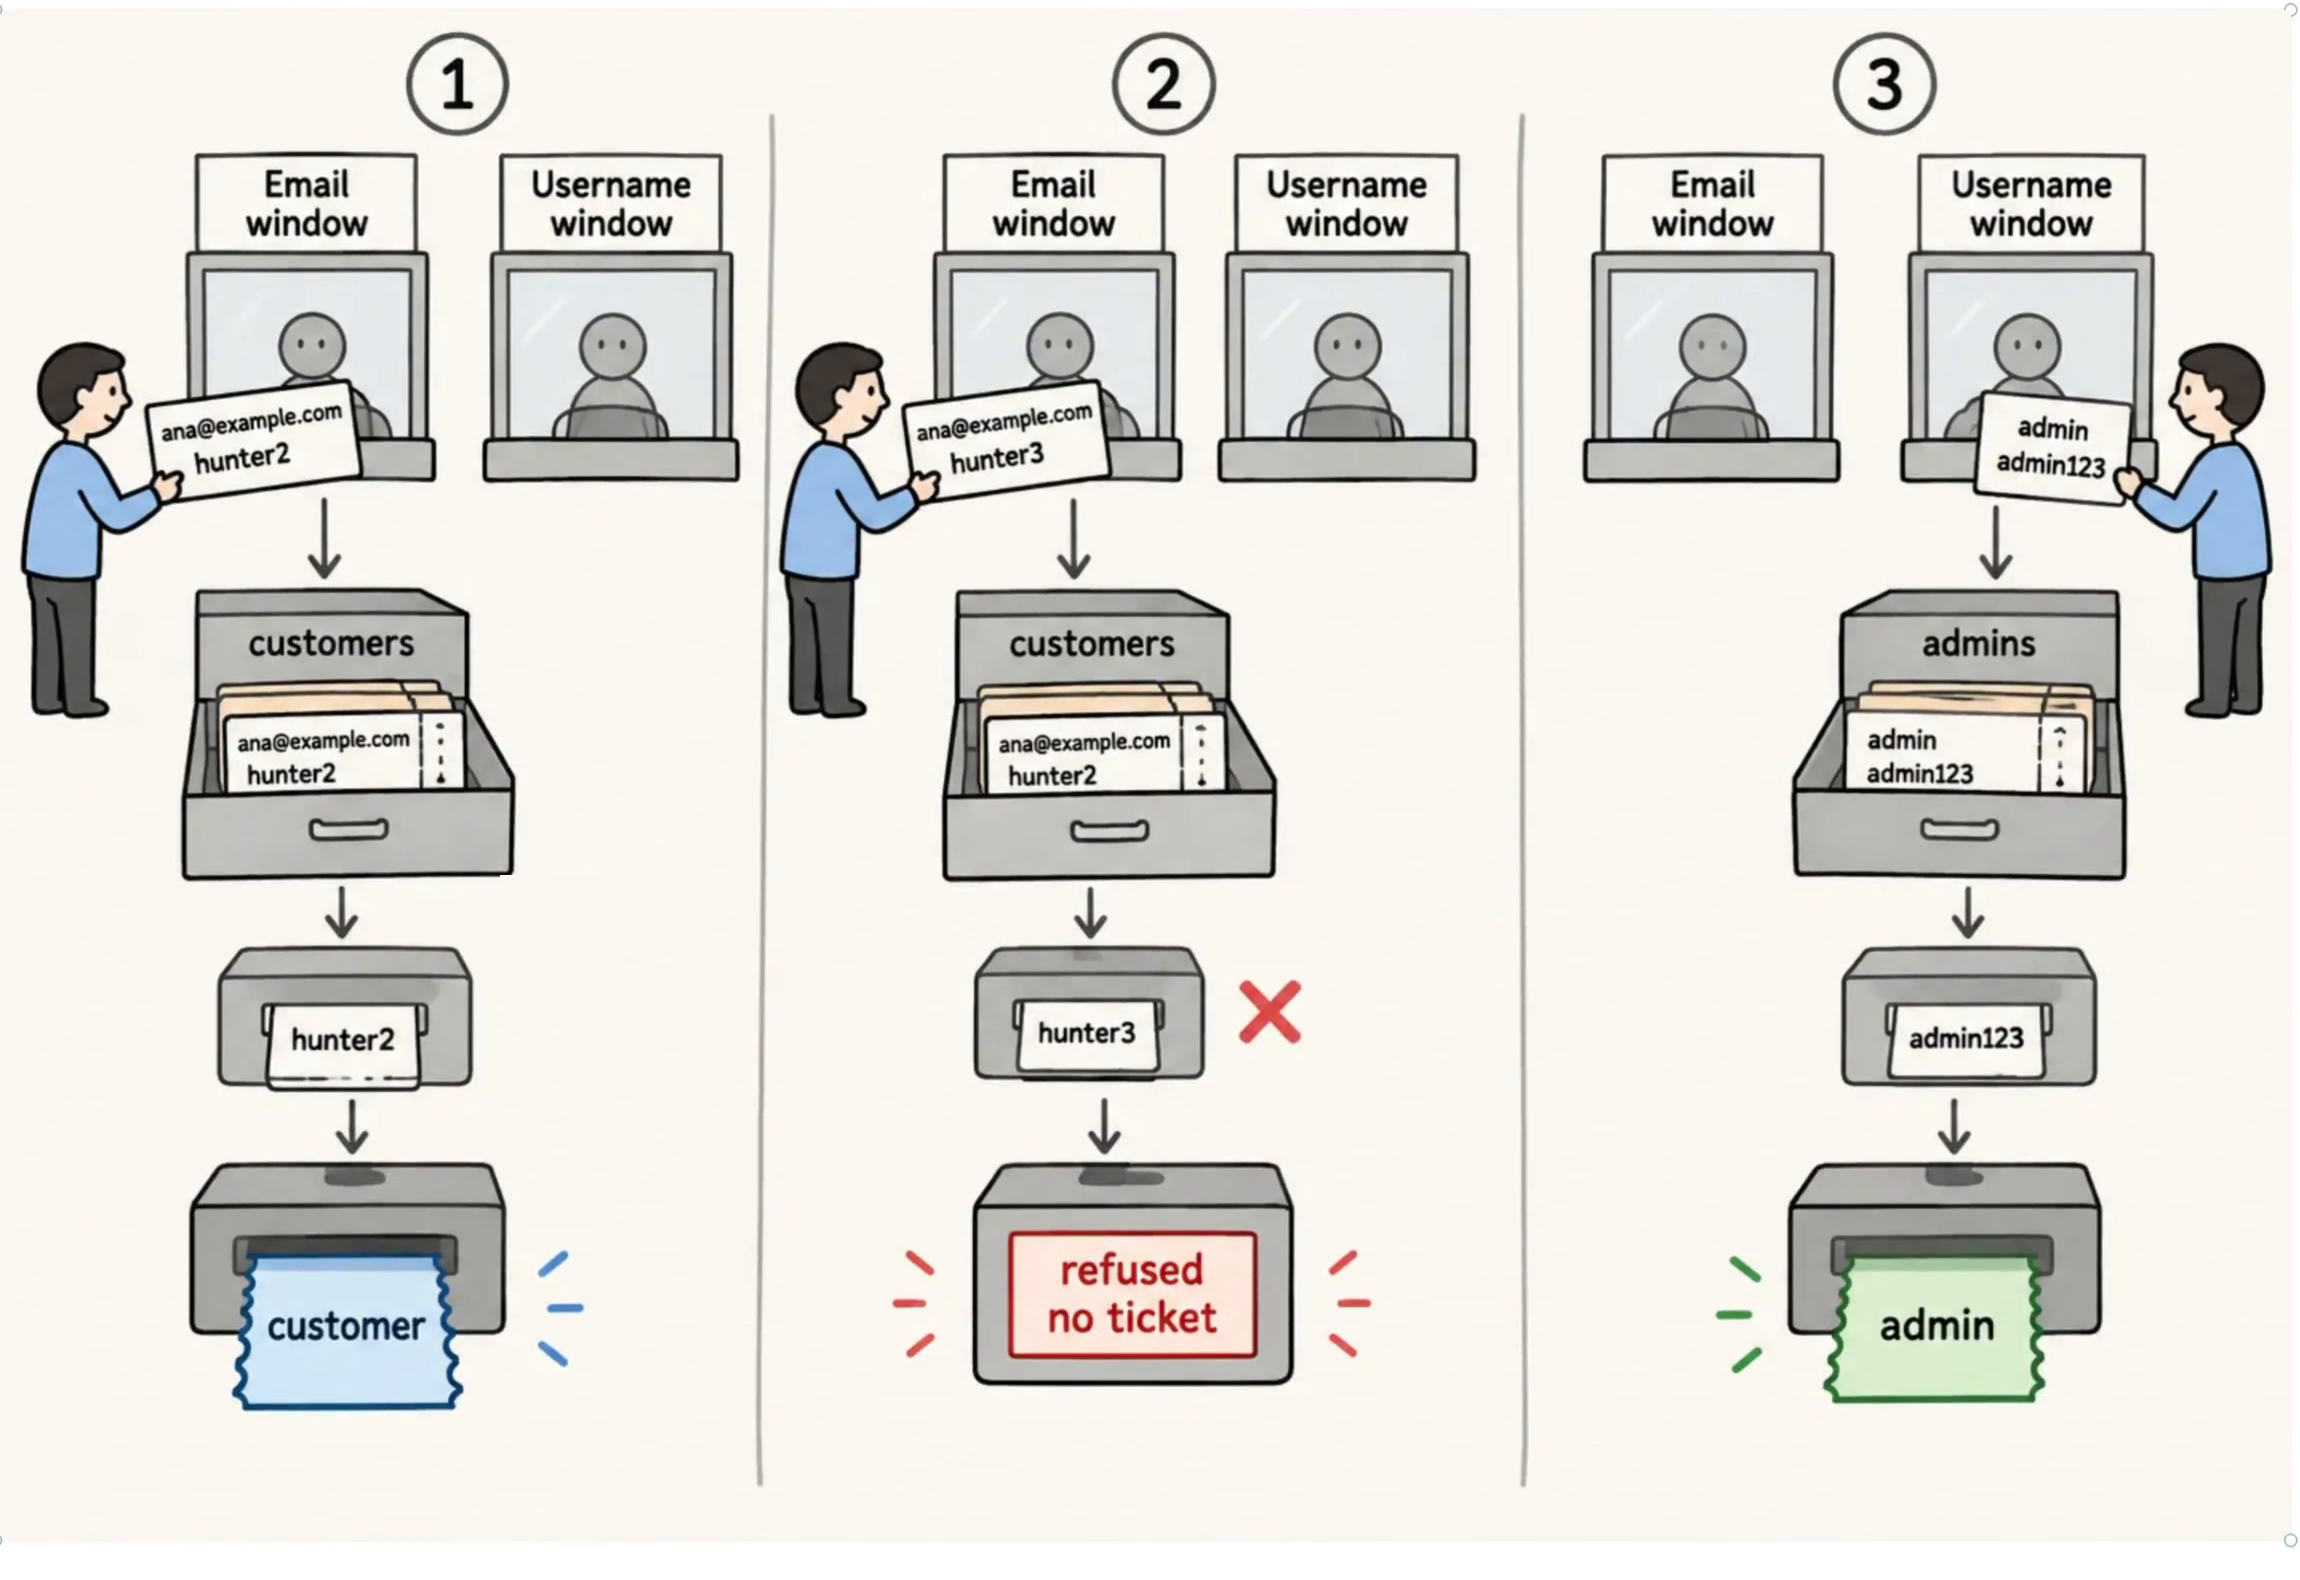 1
Email
window
Username
window
ana@example.com
hunter2
customers
ana@example.com
hunter2
hunter2
customer
2
Email
window
Username
window
ana@example.com
hunter3
customers
ana@example.com
hunter2
hunter3
refused
no ticket
3
Email
window
Username
window
admin
admin123
admins
admin
admin123
admin123
admin